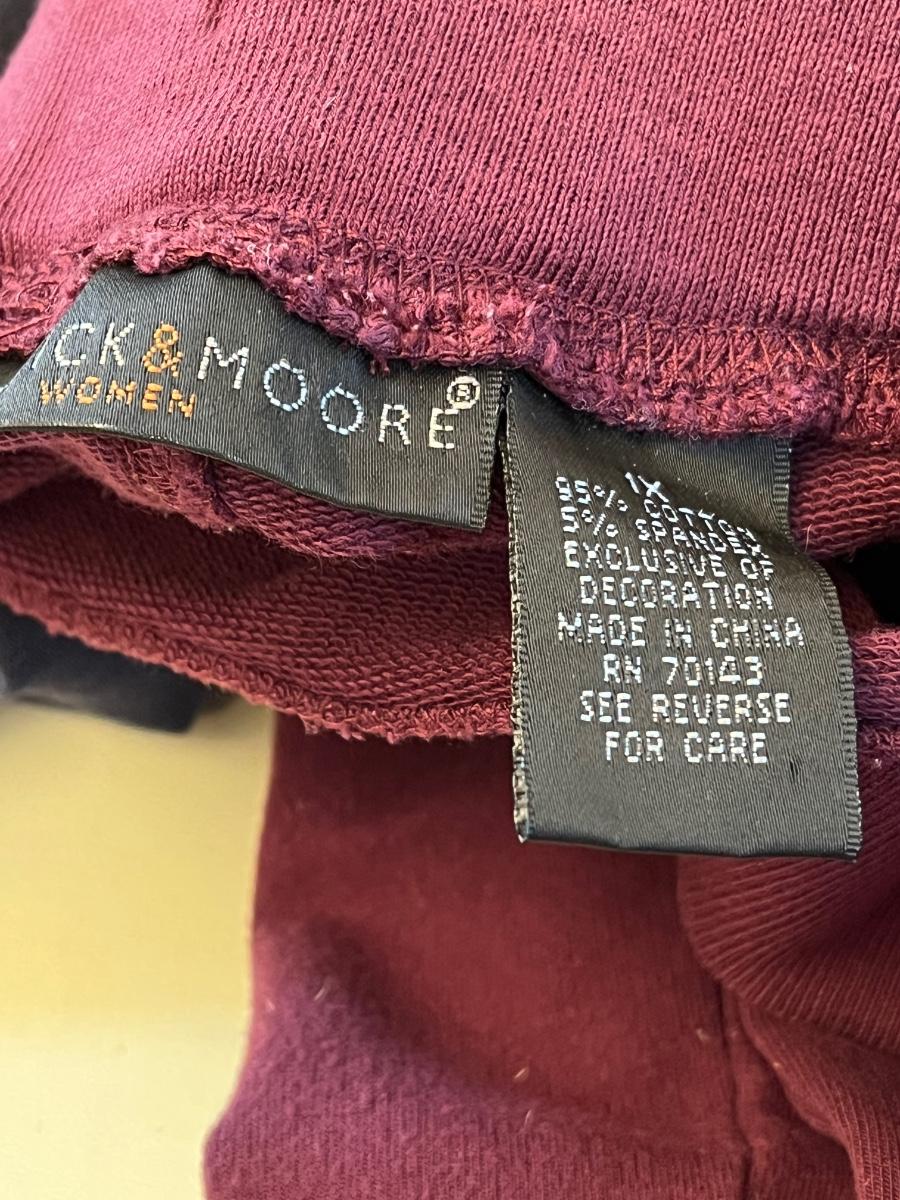 CK&MOORE®
WOMEN
1X
95% COTTON
5% SPANDEX
EXCLUSIVE OF
DECORATION
MADE IN CHINA
RN 70143
SEE REVERSE
FOR CARE